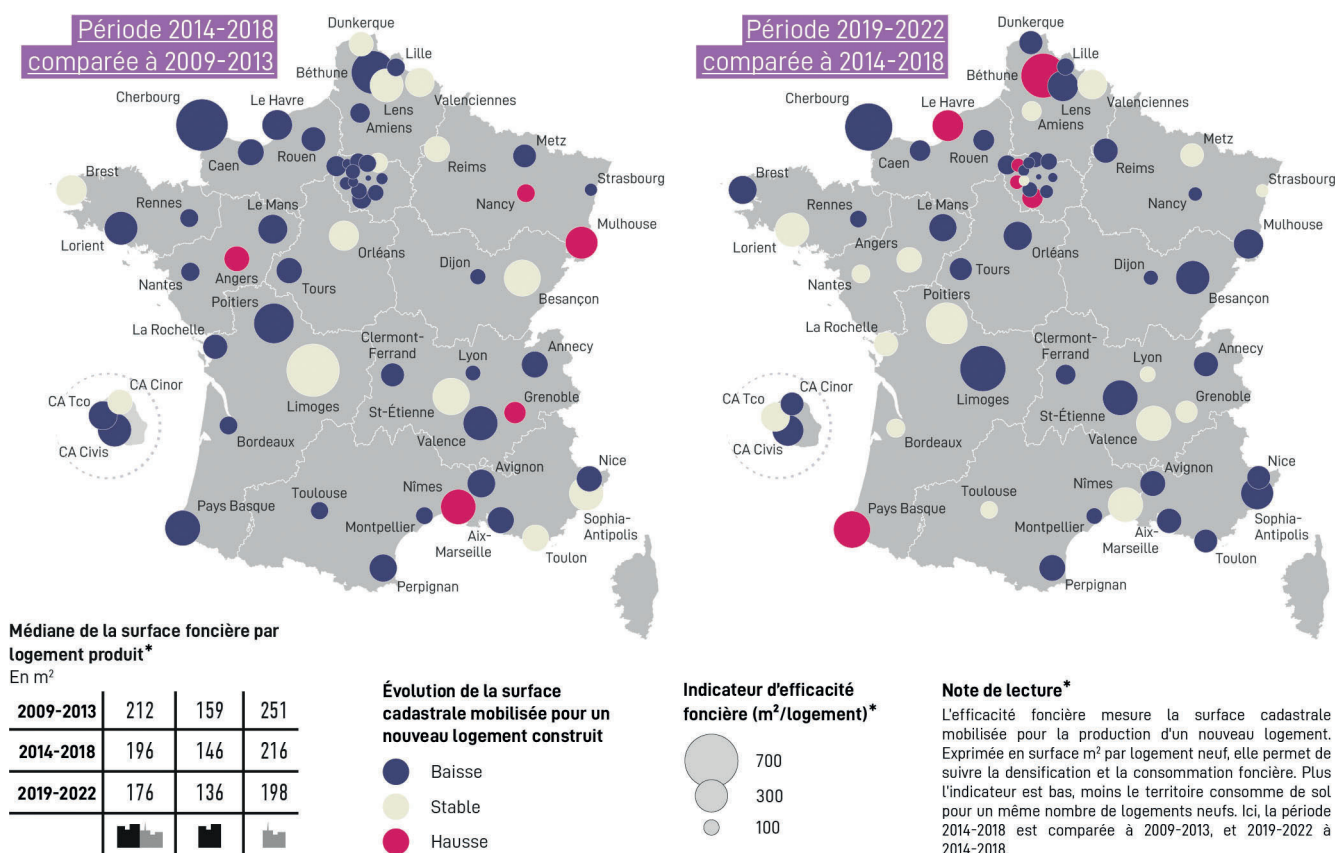 Période 2014-2018
comparée à 2009-2013
Dunkerque
Lille
Béthune
Cherbourg
Le Havre
Lens
Valenciennes
Amiens
Caen
Rouen
Reims
Metz
Brest
Strasbourg
Rennes
Le Mans
Nancy
Mulhouse
Lorient
Orléans
Angers
Nantes
Tours
Dijon
Besançon
Poitiers
La Rochelle
Clermont-
Ferrand
Lyon
Annecy
CA Cinor
CA Tco
Limoges
Grenoble
St-Étienne
CA Civis
Bordeaux
Valence
Avignon
Nice
Pays Basque
Toulouse
Nîmes
Montpellier
Aix-
Marseille
Sophia-
Antipolis
Toulon
Perpignan
Période 2019-2022
comparée à 2014-2018
Dunkerque
Lille
Béthune
Cherbourg
Le Havre
Lens
Valenciennes
Amiens
Caen
Rouen
Reims
Metz
Brest
Strasbourg
Rennes
Le Mans
Nancy
Mulhouse
Lorient
Angers
Orléans
Nantes
Tours
Dijon
Besançon
Poitiers
La Rochelle
Clermont-
Ferrand
Lyon
Annecy
CA Cinor
CA Tco
Limoges
St-Étienne
Grenoble
CA Civis
Bordeaux
Valence
Avignon
Nice
Pays Basque
Toulouse
Nîmes
Montpellier
Aix-
Marseille
Sophia-
Antipolis
Toulon
Perpignan
Médiane de la surface foncière par
logement produit*
En m²
2009-2013 212 159 251
2014-2018 196 146 216
2019-2022 176 136 198
Évolution de la surface
cadastrale mobilisée pour un
nouveau logement construit
Baisse
Stable
Hausse
Indicateur d'efficacité
foncière (m²/logement)*
700
300
100
Note de lecture*
L'efficacité foncière mesure la surface cadastrale
mobilisée pour la production d'un nouveau logement.
Exprimée en surface m² par logement neuf, elle permet de
suivre la densification et la consommation foncière. Plus
l'indicateur est bas, moins le territoire consomme de sol
pour un même nombre de logements neufs. Ici, la période
2014-2018 est comparée à 2009-2013, et 2019-2022 à
2014-2018